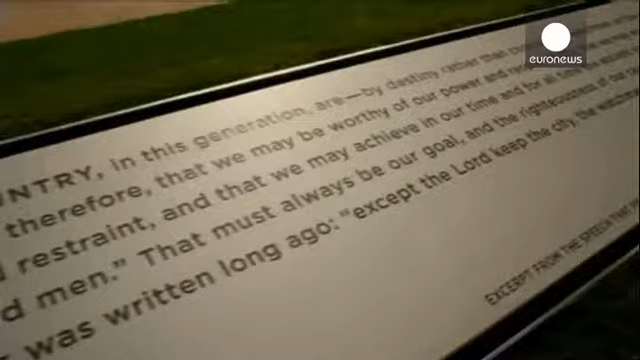 euronews
UNTRY, in this generation, are—by destiny rather than
therefore, that we may be worthy of our power and
restraint, and that we may achieve in our time and for all time the
d men." That must always be our goal, and the righteousness of our
was written long ago: "except the Lord keep the city, the
EXCERPT FROM THE SPEECH THAT